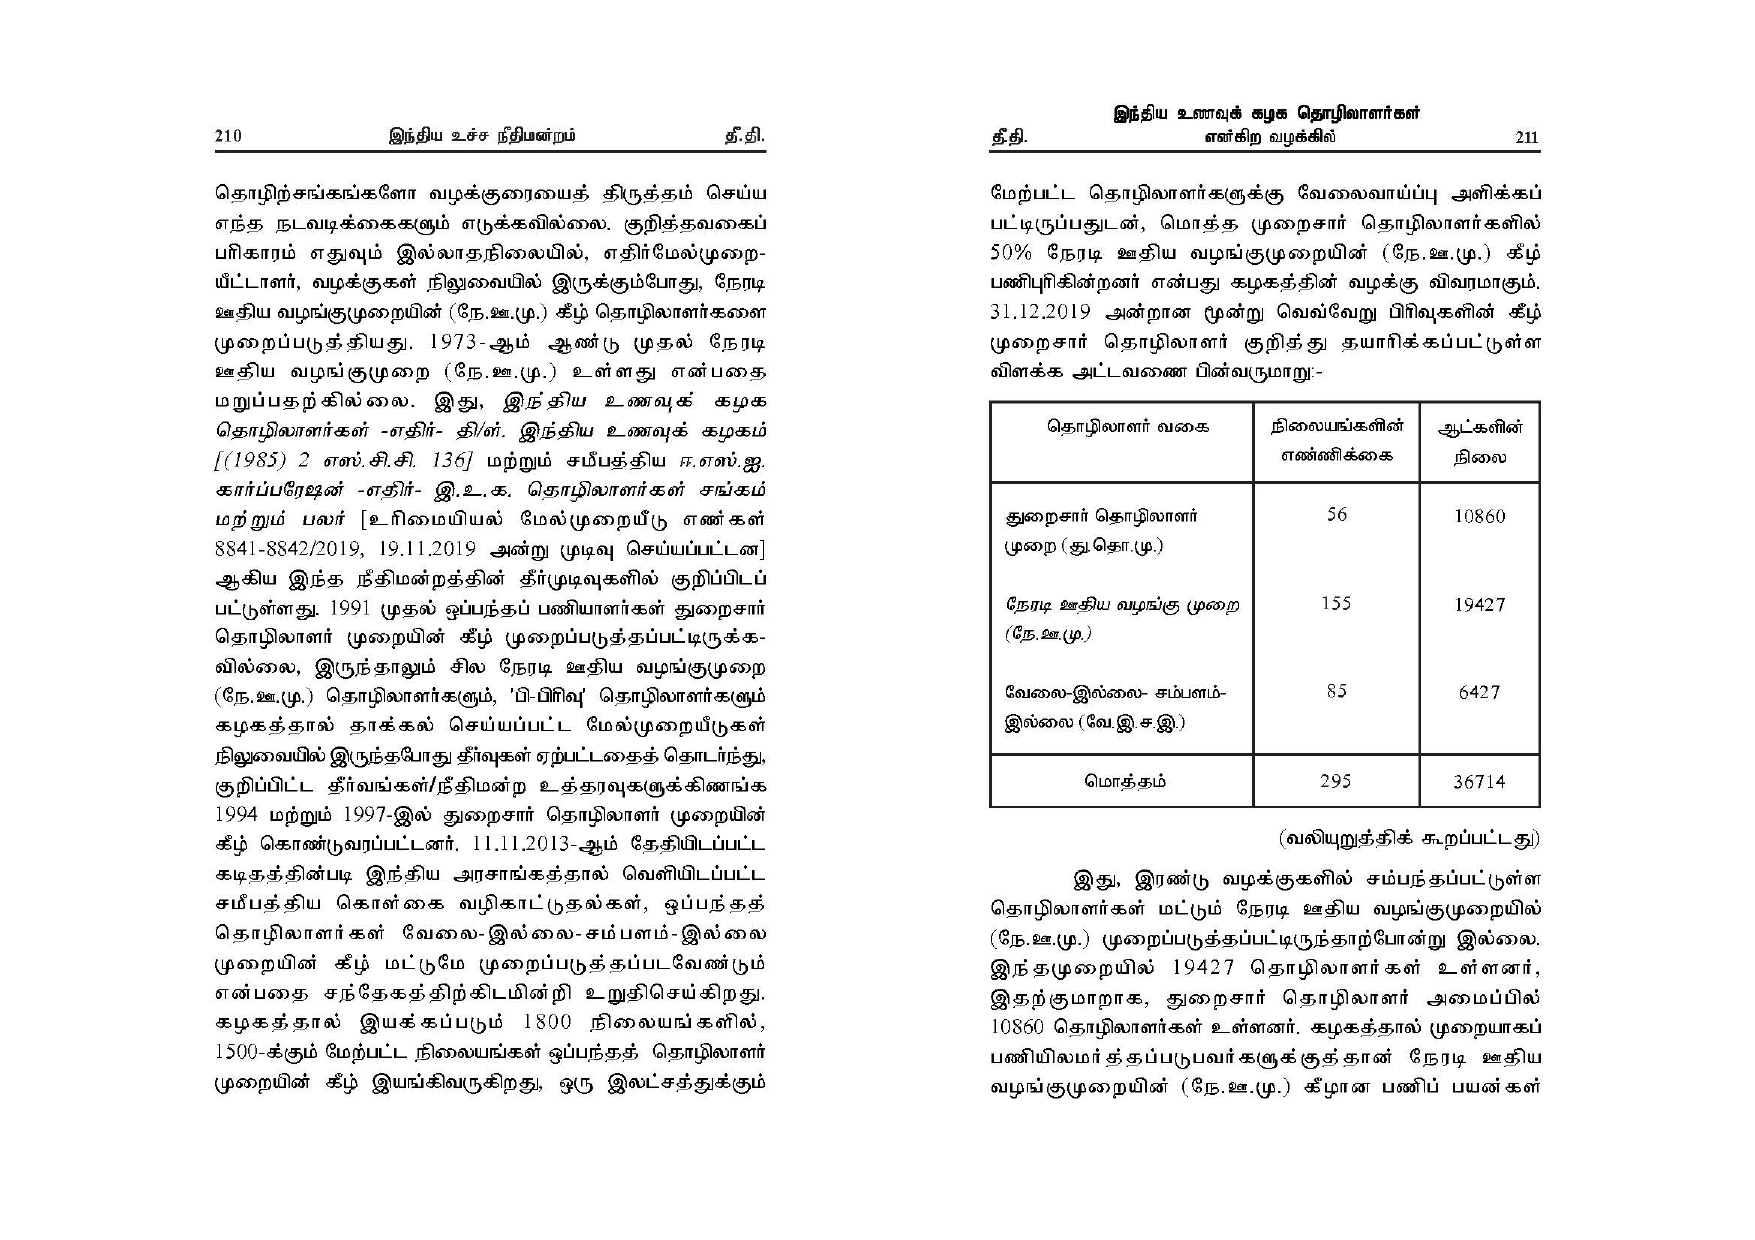 210 இந்திய உச்ச நீதிமன்றம் தீ.தி.
தொழிற்சங்கங்களோ வழக்குரையைத் திருத்தம் செய்ய
எந்த நடவடிக்கைகளும் எடுக்கவில்லை. குறித்தவகைப்
பரிகாரம் எதுவும் இல்லாதநிலையில், எதிர்மேல்முறை-
யீட்டாளர், வழக்குகள் நிலுவையில் இருக்கும்போது, நேரடி
ஊதிய வழங்குமுறையின் (நே.ஊ.மு.) கீழ் தொழிலாளர்களை
முறைப்படுத்தியது. 1973-ஆம் ஆண்டு முதல் நேரடி
ஊதிய வழங்குமுறை (நே.ஊ.மு.) உள்ளது என்பதை
மறுப்பதற்கில்லை. இது, இந்திய உணவுக் கழக
தொழிலாளர்கள் -எதிர்- தி/ள். இந்திய உணவுக் கழகம்
[(1985) 2 எஸ்.சி.சி. 136] மற்றும் சமீபத்திய ஈ.எஸ்.ஐ.
கார்ப்பரேஷன் -எதிர்- இ.உ.க. தொழிலாளர்கள் சங்கம்
மற்றும் பலர் [உரிமையியல் மேல்முறையீடு எண்கள்
8841-8842/2019, 19.11.2019 அன்று முடிவு செய்யப்பட்டன]
ஆகிய இந்த நீதிமன்றத்தின் தீர்முடிவுகளில் குறிப்பிடப்
பட்டுள்ளது. 1991 முதல் ஒப்பந்தப் பணியாளர்கள் துறைசார்
தொழிலாளர் முறையின் கீழ் முறைப்படுத்தப்பட்டிருக்க-
வில்லை, இருந்தாலும் சில நேரடி ஊதிய வழங்குமுறை
(நே.ஊ.மு.) தொழிலாளர்களும், 'பி-பிரிவு' தொழிலாளர்களும்
கழகத்தால் தாக்கல் செய்யப்பட்ட மேல்முறையீடுகள்
நிலுவையில் இருந்தபோது தீர்வுகள் ஏற்பட்டதைத் தொடர்ந்து,
குறிப்பிட்ட தீர்வங்கள்/நீதிமன்ற உத்தரவுகளுக்கிணங்க
1994 மற்றும் 1997-இல் துறைசார் தொழிலாளர் முறையின்
கீழ் கொண்டுவரப்பட்டனர். 11.11.2013-ஆம் தேதியிடப்பட்ட
கடிதத்தின்படி இந்திய அரசாங்கத்தால் வெளியிடப்பட்ட
சமீபத்திய கொள்கை வழிகாட்டுதல்கள், ஒப்பந்தத்
தொழிலாளர்கள் வேலை-இல்லை-சம்பளம்-இல்லை
முறையின் கீழ் மட்டுமே முறைப்படுத்தப்படவேண்டும்
என்பதை சந்தேகத்திற்கிடமின்றி உறுதிசெய்கிறது.
கழகத்தால் இயக்கப்படும் 1800 நிலையங்களில்,
1500-க்கும் மேற்பட்ட நிலையங்கள் ஒப்பந்தத் தொழிலாளர்
முறையின் கீழ் இயங்கிவருகிறது, ஒரு இலட்சத்துக்கும்
இந்திய உணவுக் கழக தொழிலாளர்கள்
தீ.தி. என்கிற வழக்கில் 211
மேற்பட்ட தொழிலாளர்களுக்கு வேலைவாய்ப்பு அளிக்கப்
பட்டிருப்பதுடன், மொத்த முறைசார் தொழிலாளர்களில்
50% நேரடி ஊதிய வழங்குமுறையின் (நே.ஊ.மு.) கீழ்
பணிபுரிகின்றனர் என்பது கழகத்தின் வழக்கு விவரமாகும்.
31.12.2019 அன்றான மூன்று வெவ்வேறு பிரிவுகளின் கீழ்
முறைசார் தொழிலாளர் குறித்து தயாரிக்கப்பட்டுள்ள
விளக்க அட்டவணை பின்வருமாறு:-
தொழிலாளர் வகை நிலையங்களின் ஆட்களின்
எண்ணிக்கை நிலை
துறைசார் தொழிலாளர் 56 10860
முறை (து.தொ.மு.)
நேரடி ஊதிய வழங்கு முறை 155 19427
(நே.ஊ.மு.)
வேலை-இல்லை- சம்பளம்- 85 6427
இல்லை (வே.இ.ச.இ.)
மொத்தம் 295 36714
(வலியுறுத்திக் கூறப்பட்டது)
இது, இரண்டு வழக்குகளில் சம்பந்தப்பட்டுள்ள
தொழிலாளர்கள் மட்டும் நேரடி ஊதிய வழங்குமுறையில்
(நே.ஊ.மு.) முறைப்படுத்தப்பட்டிருந்தாற்போன்று இல்லை.
இந்தமுறையில் 19427 தொழிலாளர்கள் உள்ளனர்,
இதற்குமாறாக, துறைசார் தொழிலாளர் அமைப்பில்
10860 தொழிலாளர்கள் உள்ளனர். கழகத்தால் முறையாகப்
பணியிலமர்த்தப்படுபவர்களுக்குத்தான் நேரடி ஊதிய
வழங்குமுறையின் (நே.ஊ.மு.) கீழான பணிப் பயன்கள்